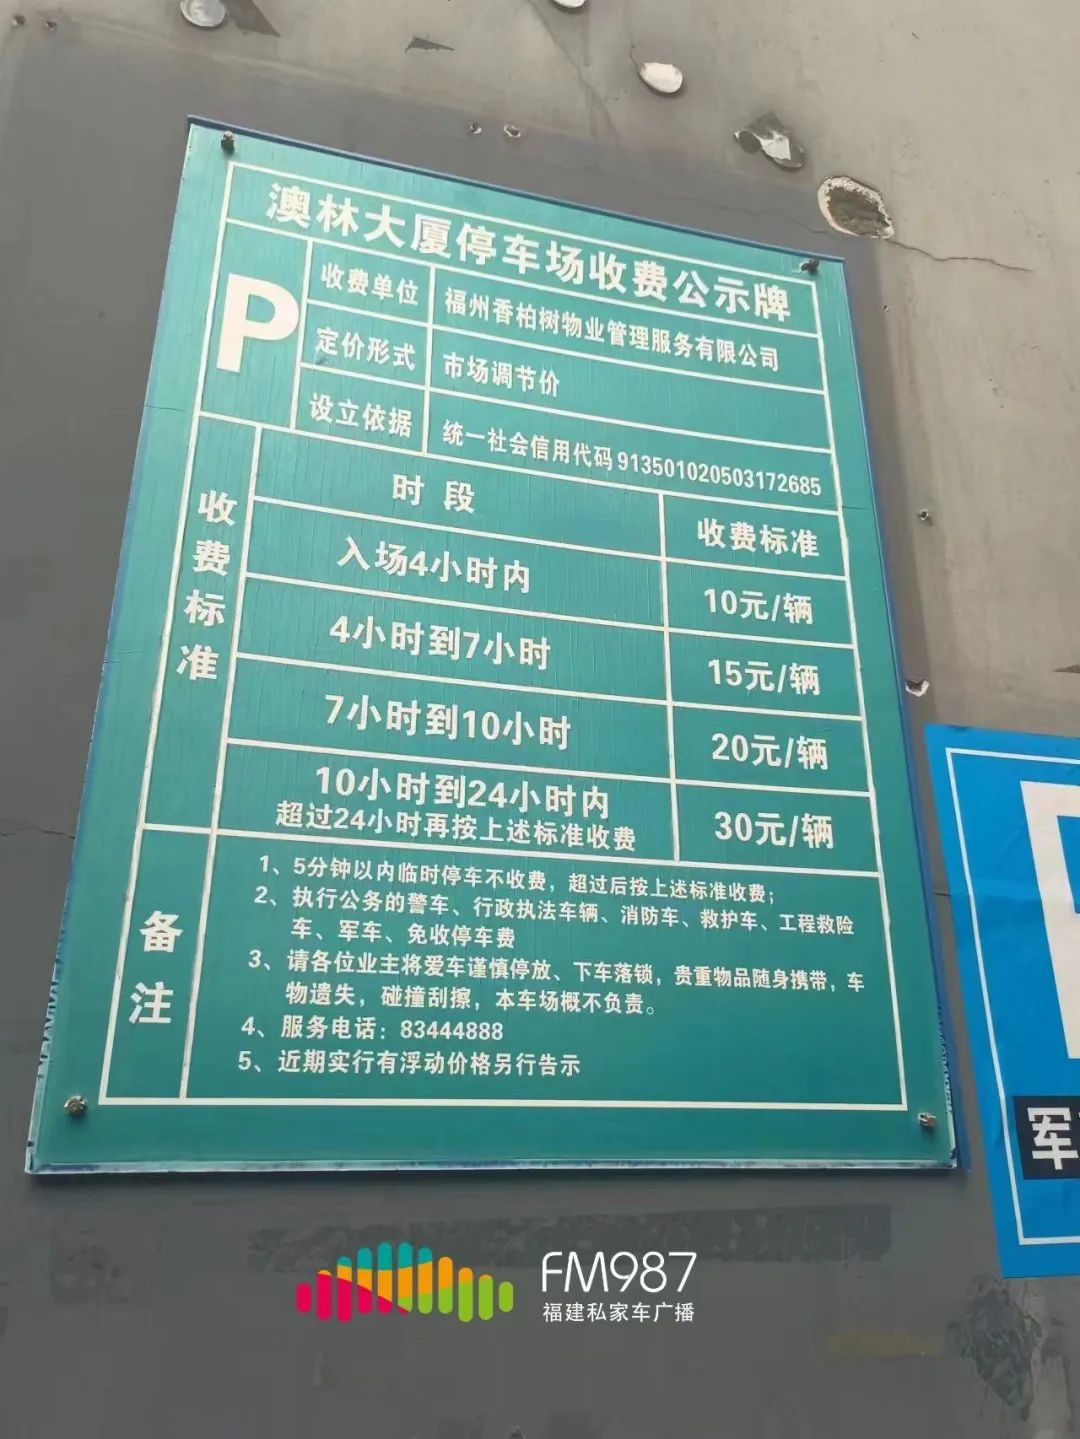 澳林大厦停车场收费公示牌
P
收费单位 福州香柏树物业管理服务有限公司
定价形式 市场调节价
设立依据 统一社会信用代码 913501020503172685
收费标准
时段 收费标准
入场4小时内 10元/辆
4小时到7小时 15元/辆
7小时到10小时 20元/辆
10小时到24小时内 30元/辆
超过24小时再按上述标准收费
备注
1、5分钟以内临时停车不收费，超过后按上述标准收费；
2、执行公务的警车、行政执法车辆、消防车、救护车、工程救险
车、军车、免收停车费
3、请各位业主将爱车谨慎停放、下车落锁，贵重物品随身携带，车
物遗失，碰撞刮擦，本车场概不负责。
4、服务电话：83444888
5、近期实行有浮动价格另行告示
军
FM987
福建私家车广播